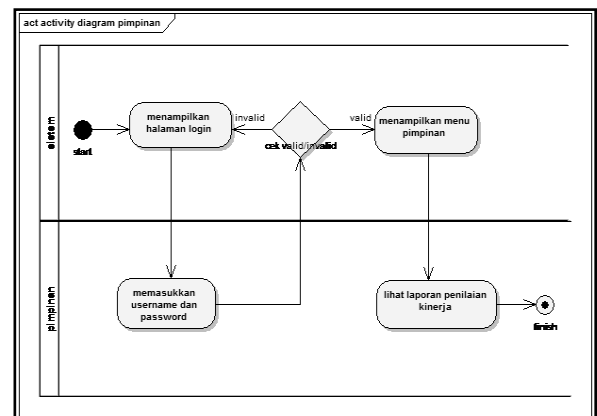 act activity diagram pimpinan
sistem
start
menampilkan
halaman login
invalid
cek valid/invalid
valid
menampilkan menu
pimpinan
pimpinan
memasukkan
username dan
password
lihat laporan penilaian
kinerja
finish